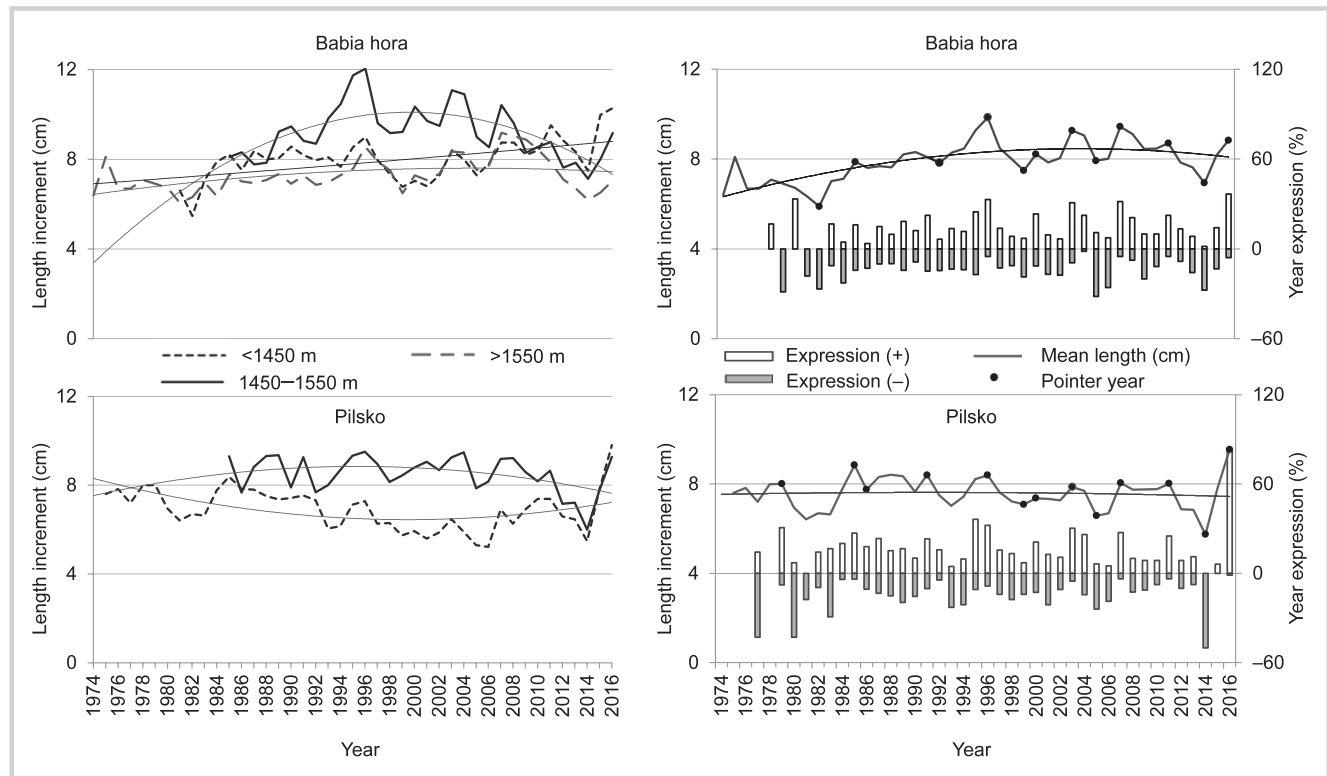 Babia hora
Length increment (cm)
12
8
4
0
<1450 m
>1550 m
1450–1550 m
Babia hora
Length increment (cm)
12
8
4
0
120
60
0
–60
Year expression (%)
Expression (+)
Mean length (cm)
Expression (–)
Pointer year
Pilsko
Length increment (cm)
12
8
4
0
1974 1976 1978 1980 1982 1984 1986 1988 1990 1992 1994 1996 1998 2000 2002 2004 2006 2008 2010 2012 2014 2016
Year
Pilsko
Length increment (cm)
12
8
4
0
120
60
0
–60
Year expression (%)
1974 1976 1978 1980 1982 1984 1986 1988 1990 1992 1994 1996 1998 2000 2002 2004 2006 2008 2010 2012 2014 2016
Year